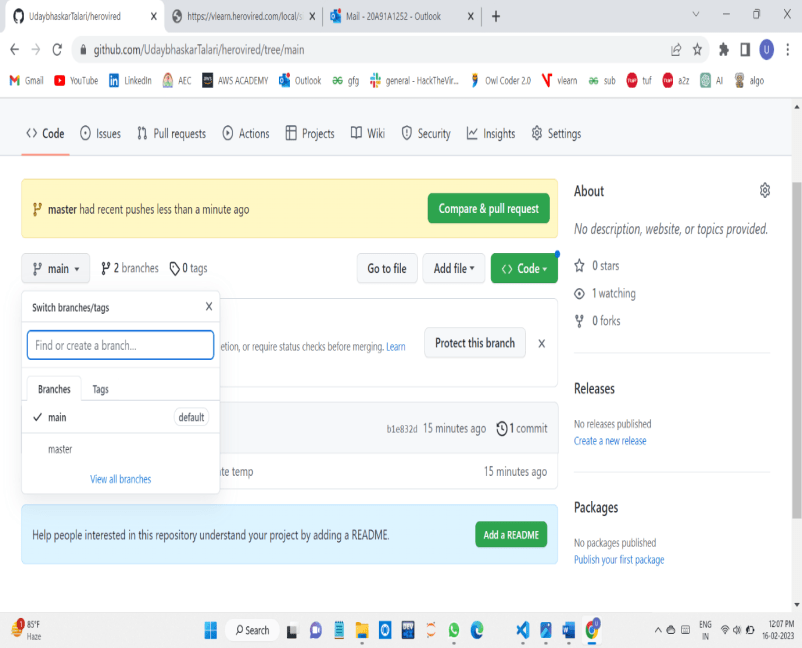 UdaybhaskarTalari/herovired
https://vlearn.herovired.com/local/s
Mail - 20A91A1252 - Outlook
github.com/UdaybhaskarTalari/herovired/tree/main
U
Gmail YouTube LinkedIn AEC AWS ACADEMY Outlook gfg general - HackTheVir... Owl Coder 2.0 vlearn sub tuf a2z AI algo
Code Issues Pull requests Actions Projects Wiki Security Insights Settings
master had recent pushes less than a minute ago
Compare & pull request
main 2 branches 0 tags
Go to file Add file Code
Switch branches/tags
Find or create a branch...
Branches Tags
main default
master
View all branches
etion, or require status checks before merging. Learn
Protect this branch
b1e832d 15 minutes ago 1 commit
te temp 15 minutes ago
Help people interested in this repository understand your project by adding a README.
Add a README
About
No description, website, or topics provided.
0 stars
1 watching
0 forks
Releases
No releases published
Create a new release
Packages
No packages published
Publish your first package
1
85°F
Haze
Search
ENG
IN
12:07 PM
16-02-2023